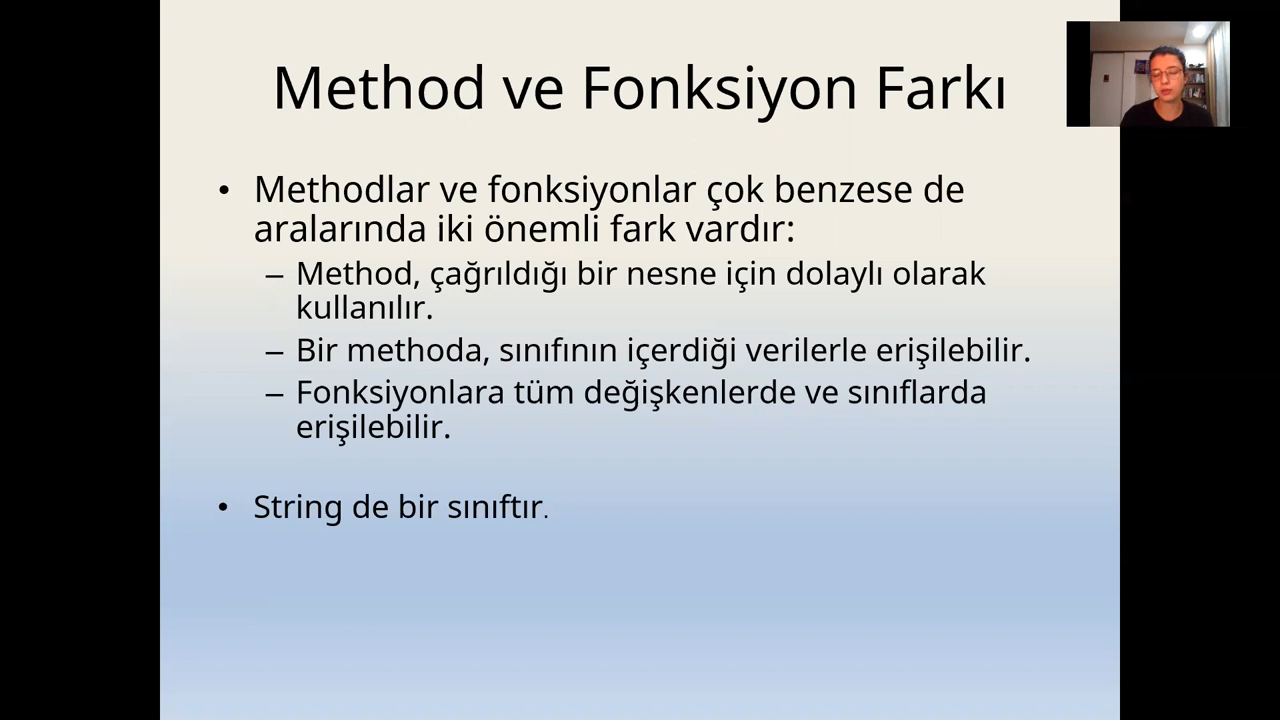 Method ve Fonksiyon Farkı
• Methodlar ve fonksiyonlar çok benzese de
aralarında iki önemli fark vardır:
– Method, çağrıldığı bir nesne için dolaylı olarak
kullanılır.
– Bir methoda, sınıfının içerdiği verilerle erişilebilir.
– Fonksiyonlara tüm değişkenlerde ve sınıflarda
erişilebilir.
• String de bir sınıftır.